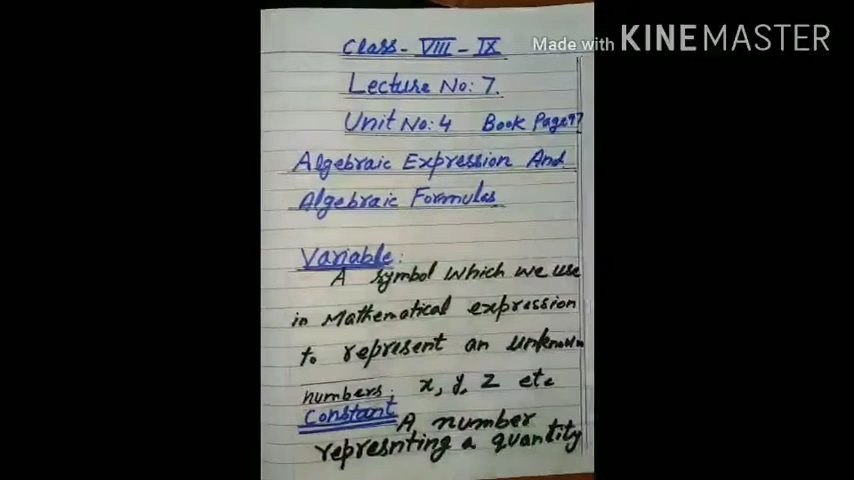 Made with KINEMASTER
Class - VIII - IX
Lecture No: 7.
Unit No: 4 Book Page 97
Algebraic Expression And
Algebraic Formulas
Variable:
A symbol which we use
in Mathematical expression
to represent an unknown
numbers; x, y, z etc
Constant A number
represnting a quantity